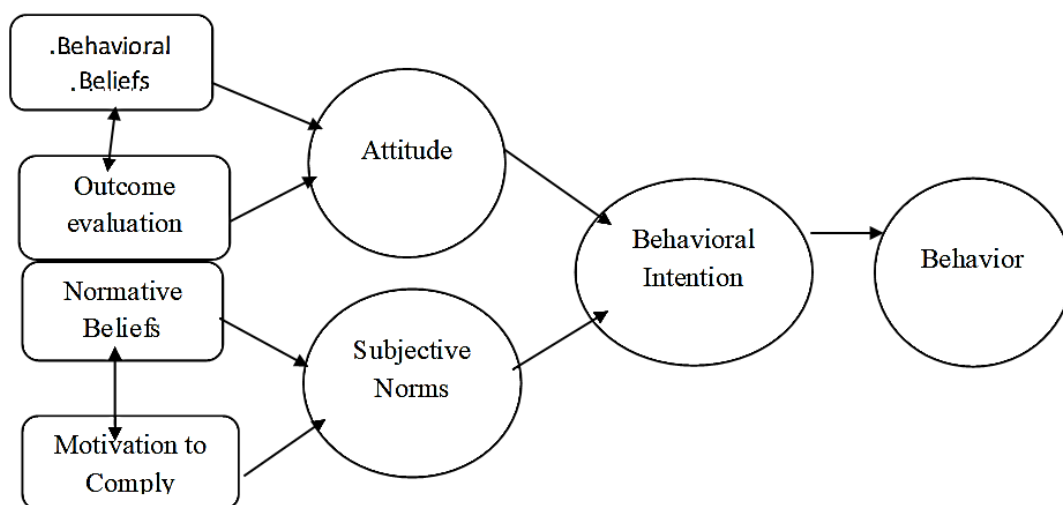 .Behavioral
.Beliefs
Outcome
evaluation
Normative
Beliefs
Motivation to
Comply
Attitude
Subjective
Norms
Behavioral
Intention
Behavior